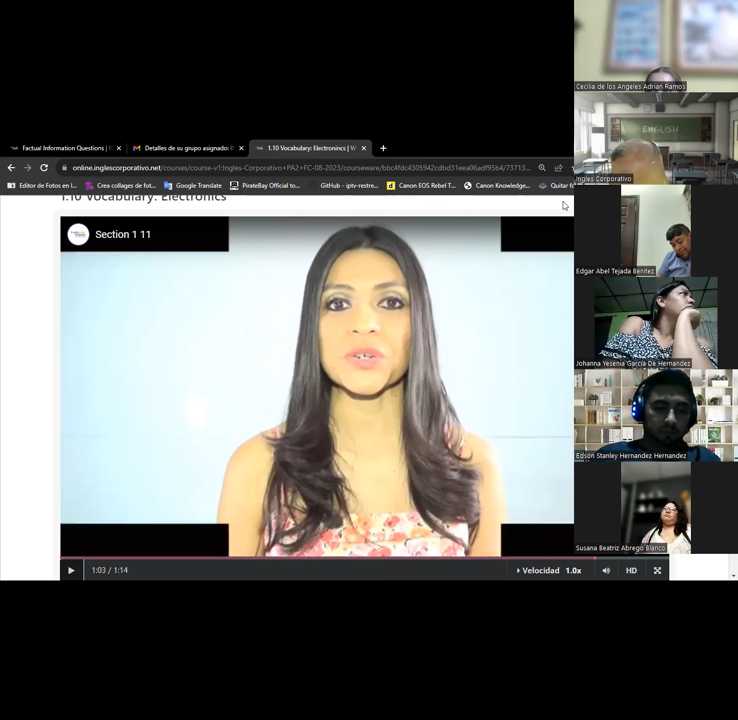 Factual Information Questions |
Detalles de su grupo asignado:
1.10 Vocabulary: Electronincs | V
online.inglescorporativo.net/courses/course-v1:Ingles-Corporativo+PA2+FC-08-2023/courseware/bbc4fdc4305942cdbd31eea06adf95b4/73713...
Editor de Fotos en l...
Crea collages de fot...
Google Translate
PirateBay Official to...
GitHub - iptv-restre...
Canon EOS Rebel T...
Canon Knowledge...
Quitar fo
1.10 Vocabulary: Electronics
Section 1 11
1:03 / 1:14
Velocidad 1.0x
HD
Cecilia de los Angeles Adrian Ramos
ENGLISH
Ingles Corporativo
Edgar Abel Tejada Benitez
Johanna Yesenia Garcia De Hernandez
Edson Stanley Hernandez Hernandez
Susana Beatriz Abrego Blanco